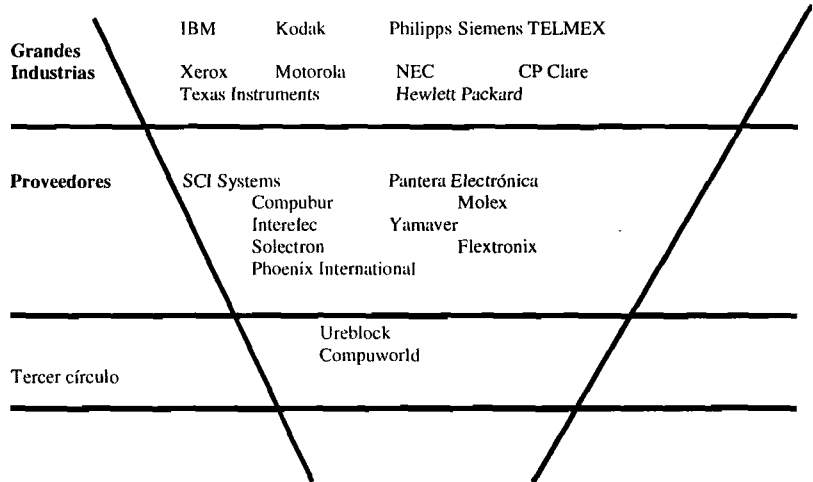 IBM Kodak Philipps Siemens TELMEX
Grandes
Industrias Xerox Motorola NEC CP Clare
Texas Instruments Hewlett Packard
Proveedores SCI Systems Pantera Electrónica
Compubur Molex
Interelec Yamaver
Solectron Flextronix
Phoenix International
Ureblock
Compuworld
Tercer círculo